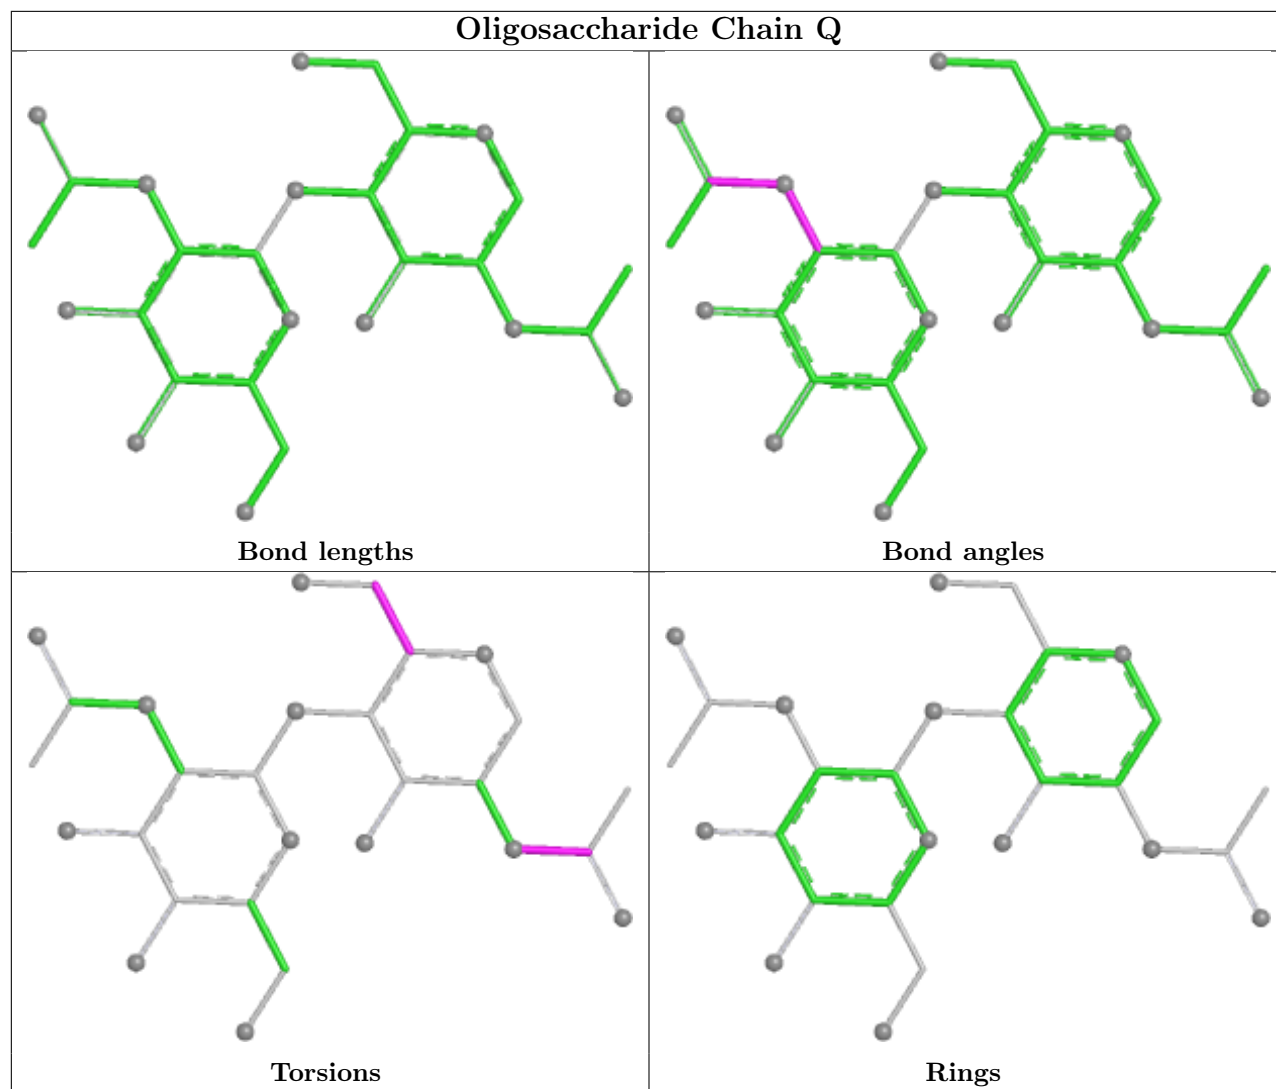 Oligosaccharide Chain Q
Bond lengths
Bond angles
Torsions
Rings